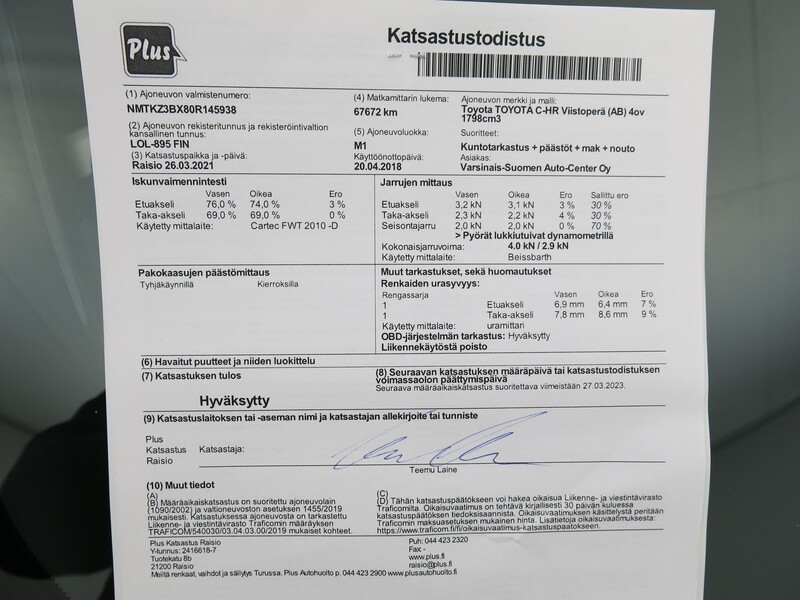 Plus
Katsastustodistus
(1) Ajoneuvon valmistenumero:
NMTKZ3BX80R145938
(4) Matkamittarin lukema:
67672 km
Ajoneuvon merkki ja malli:
Toyota TOYOTA C-HR Viistoperä (AB) 4ov
1798cm3
(2) Ajoneuvon rekisteritunnus ja rekisteröintivaltion
kansallinen tunnus:
LOL-895 FIN
(5) Ajoneuvoluokka:
M1
Suoritteet:
Kuntotarkastus + päästöt + mak + nouto
(3) Katsastuspaikka ja -päivä:
Raisio 26.03.2021
Käyttöönottopäivä:
20.04.2018
Asiakas:
Varsinais-Suomen Auto-Center Oy
Iskunvaimennintesti
Vasen Oikea Ero
Etuakseli 76,0 % 74,0 % 3 %
Taka-akseli 69,0 % 69,0 % 0 %
Käytetty mittalaite: Cartec FWT 2010 -D
Jarrujen mittaus
Vasen Oikea Ero Sallittu ero
Etuakseli 3,2 kN 3,1 kN 3 % 30 %
Taka-akseli 2,3 kN 2,2 kN 4 % 30 %
Seisontajarru 2,0 kN 2,0 kN 0 % 70 %
> Pyörät lukkiutuivat dynamometrillä
Kokonaisjarruvoima: 4.0 kN / 2.9 kN
Käytetty mittalaite: Beissbarth
Pakokaasujen päästömittaus
Tyhjäkäynnillä Kierroksilla
Muut tarkastukset, sekä huomautukset
Renkaiden urasyvyys:
Rengassarja Vasen Oikea Ero
1 Etuakseli 6,9 mm 6,4 mm 7 %
1 Taka-akseli 7,8 mm 8,6 mm 9 %
Käytetty mittalaite: uramittari
OBD-järjestelmän tarkastus: Hyväksytty
Liikennekäytöstä poisto
(6) Havaitut puutteet ja niiden luokittelu
(7) Katsastuksen tulos
Hyväksytty
(8) Seuraavan katsastuksen määräpäivä tai katsastustodistuksen
voimassaolon päättymispäivä
Seuraava määräaikaiskatsastus suoritettava viimeistään 27.03.2023.
(9) Katsastuslaitoksen tai -aseman nimi ja katsastajan allekirjoite tai tunniste
Plus
Katsastus Katsastaja:
Raisio
Teemu Laine
(10) Muut tiedot
(A)
(B) Määräaikaiskatsastus on suoritettu ajoneuvolain
(1090/2002) ja valtioneuvoston asetuksen 1455/2019
mukaisesti. Katsastuksessa ajoneuvosta on tarkastettu
Liikenne- ja viestintävirasto Traficomin määräyksen
TRAFICOM/540030/03.04.03.00/2019 mukaiset kohteet.
(C)
(D) Tähän katsastuspäätökseen voi hakea oikaisua Liikenne- ja viestintävirasto
Traficomilta. Oikaisuvaatimus on tehtävä kirjallisesti 30 päivän kuluessa
katsastuspäätöksen tiedoksisaannista. Oikaisuvaatimuksen käsittelystä peritään
Traficomin maksuasetuksen mukainen hinta. Lisätietoja oikaisuvaatimuksesta:
https://www.traficom.fi/fi/oikaisuvaatimus-katsastuspaatokseen.
Plus Katsastus Raisio
Y-tunnus: 2416618-7
Tuotekatu 8b
21200 Raisio
Puh: 044 423 2320
Fax -
www.plus.fi
raisio@plus.fi
Meiltä renkaat, vaihdot ja säilytys Turussa. Plus Autohuolto p. 044 423 2900 www.plusautohuolto.fi